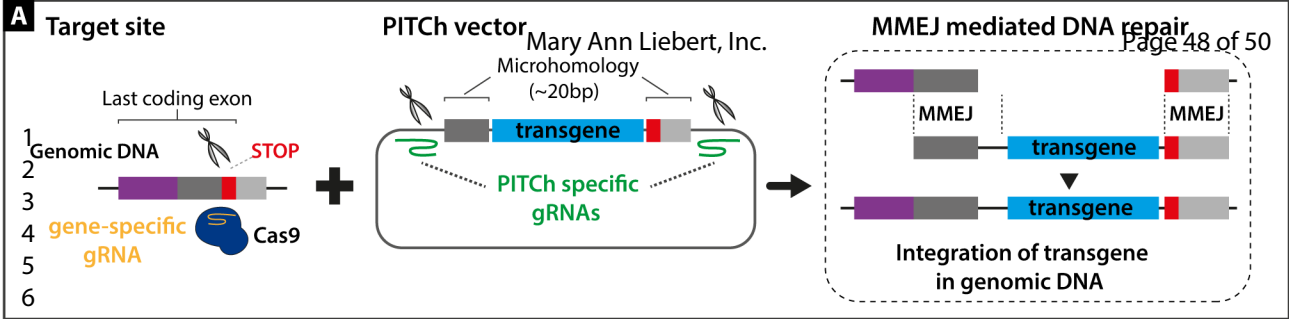 A
Target site
PITCh vector
Mary Ann Liebert, Inc.
MMEJ mediated DNA repair
Page 48 of 50
Last coding exon
Genomic DNA
STOP
gene-specific
gRNA
Cas9
Microhomology
(~20bp)
transgene
PITCh specific
gRNAs
MMEJ
MMEJ
transgene
transgene
Integration of transgene
in genomic DNA
1
2
3
4
5
6